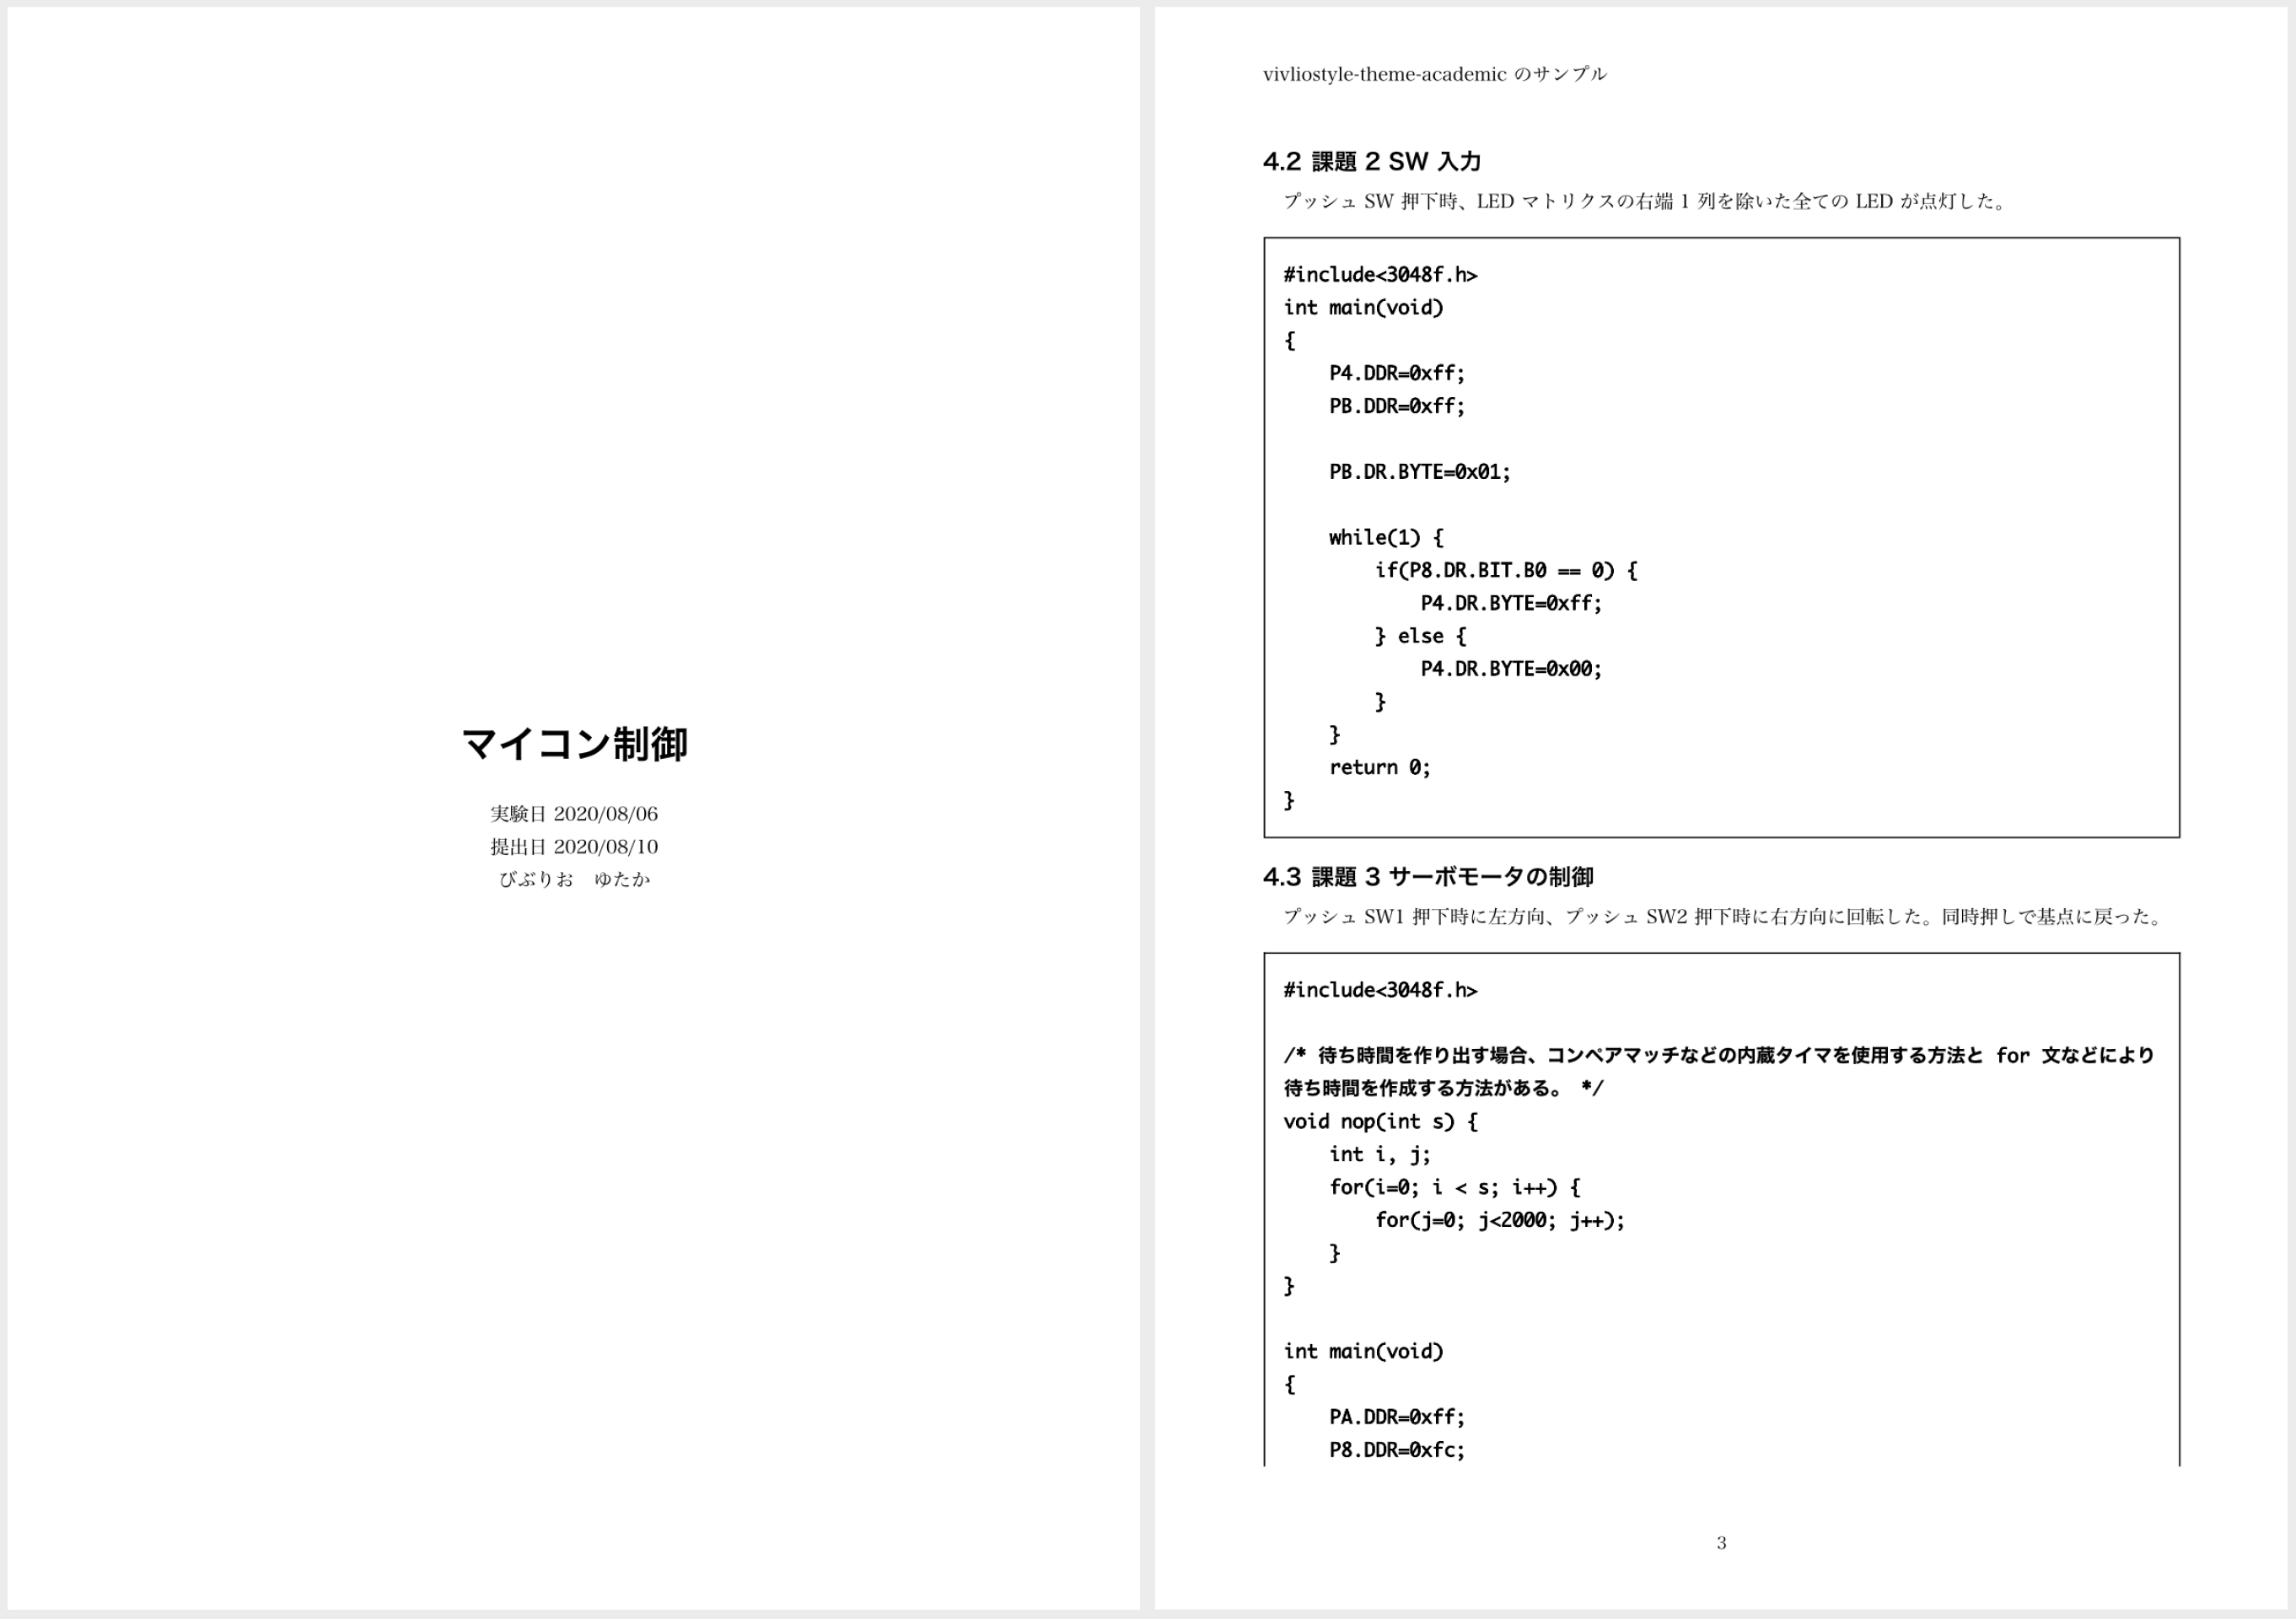 マイコン制御
実験日 2020/08/06
提出日 2020/08/10
びぶりお　ゆたか
vivliostyle-theme-academic のサンプル
4.2 課題 2 SW 入力
プッシュ SW 押下時、LED マトリクスの右端 1 列を除いた全ての LED が点灯した。
#include<3048f.h>
int main(void)
{
    P4.DDR=0xff;
    PB.DDR=0xff;

    PB.DR.BYTE=0x01;

    while(1) {
        if(P8.DR.BIT.B0 == 0) {
            P4.DR.BYTE=0xff;
        } else {
            P4.DR.BYTE=0x00;
        }
    }
    return 0;
}
4.3 課題 3 サーボモータの制御
プッシュ SW1 押下時に左方向、プッシュ SW2 押下時に右方向に回転した。同時押しで基点に戻った。
#include<3048f.h>

/* 待ち時間を作り出す場合、コンペアマッチなどの内蔵タイマを使用する方法と for 文などにより
待ち時間を作成する方法がある。 */
void nop(int s) {
    int i, j;
    for(i=0; i < s; i++) {
        for(j=0; j<2000; j++);
    }
}

int main(void)
{
    PA.DDR=0xff;
    P8.DDR=0xfc;
3